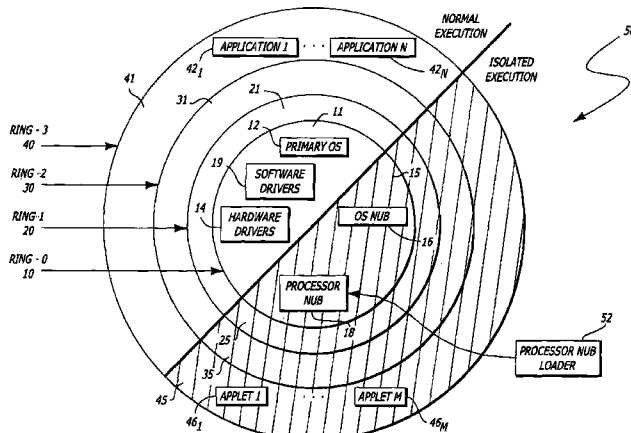 NORMAL
EXECUTION
ISOLATED
EXECUTION
50
APPLICATION 1
· · ·
APPLICATION N
42₁
42N
41
31
21
11
12
PRIMARY OS
15
RING - 3
40
19
SOFTWARE
DRIVERS
RING -2
30
14
HARDWARE
DRIVERS
OS NUB
16
RING-1
20
RING-0
10
PROCESSOR
NUB
18
25
35
45
52
PROCESSOR NUB
LOADER
APPLET 1
· · · ·
APPLET M
46₁
46M